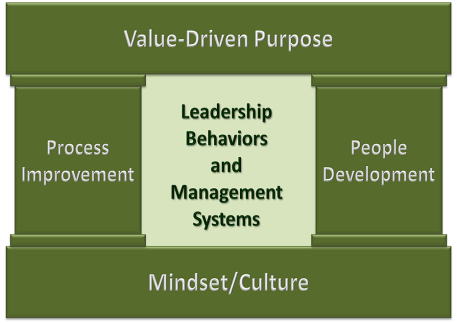 Value-Driven Purpose
Process
Improvement
Leadership
Behaviors
and
Management
Systems
People
Development
Mindset/Culture